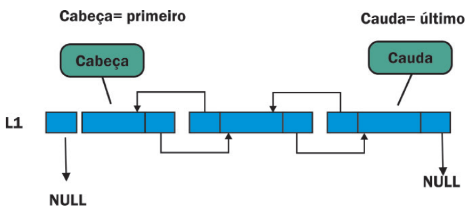 Cabeça= primeiro
Cauda= último
Cabeça
Cauda
L1
NULL
NULL